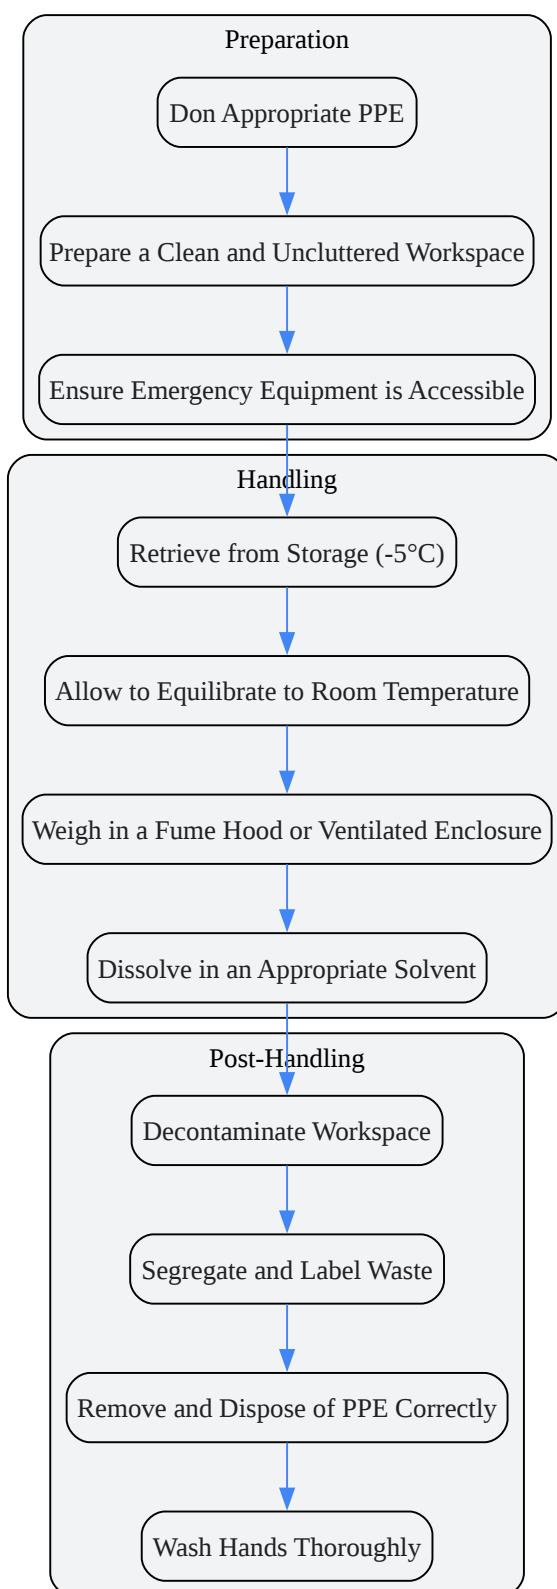 Preparation
Don Appropriate PPE
Prepare a Clean and Uncluttered Workspace
Ensure Emergency Equipment is Accessible
Handling
Retrieve from Storage (-5°C)
Allow to Equilibrate to Room Temperature
Weigh in a Fume Hood or Ventilated Enclosure
Dissolve in an Appropriate Solvent
Post-Handling
Decontaminate Workspace
Segregate and Label Waste
Remove and Dispose of PPE Correctly
Wash Hands Thoroughly